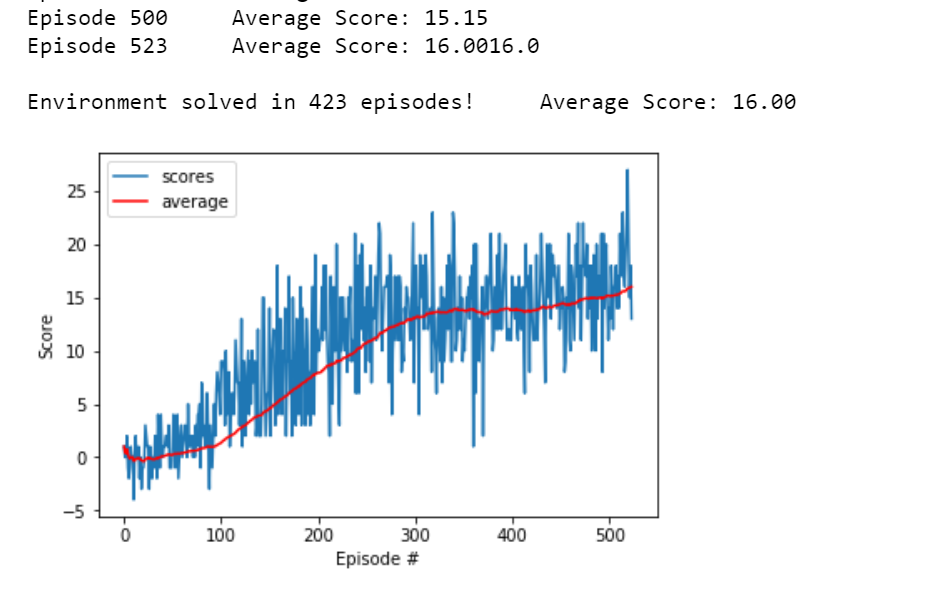 Episode 500 Average Score: 15.15
Episode 523 Average Score: 16.0016.0
Environment solved in 423 episodes! Average Score: 16.00
scores
average
25
20
15
10
5
0
−5
Score
0 100 200 300 400 500
Episode #